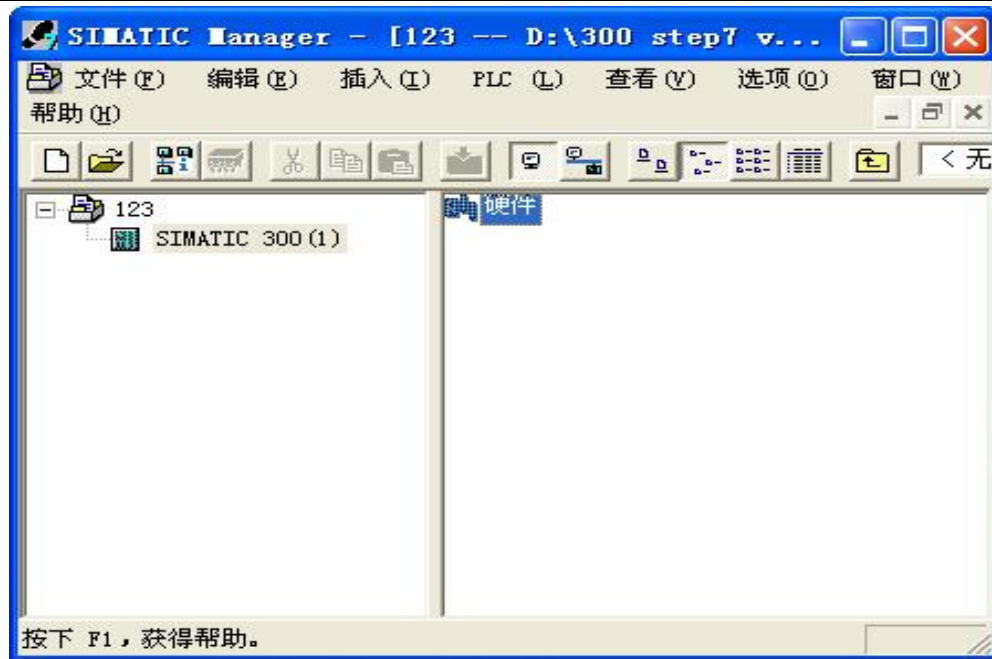 SIMATIC Manager - [123 -- D:\300 step7 v...
文件(F) 编辑(E) 插入(I) PLC (L) 查看(V) 选项(O) 窗口(W)
帮助(H)
< 无
123
硬件
SIMATIC 300(1)
按下 F1，获得帮助。